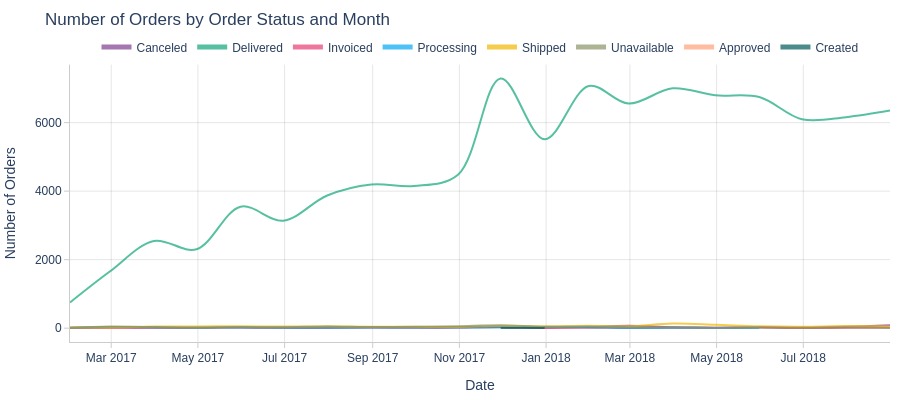 Number of Orders by Order Status and Month
Canceled Delivered Invoiced Processing Shipped Unavailable Approved Created
6000
4000
2000
0
Number of Orders
Mar 2017 May 2017 Jul 2017 Sep 2017 Nov 2017 Jan 2018 Mar 2018 May 2018 Jul 2018
Date